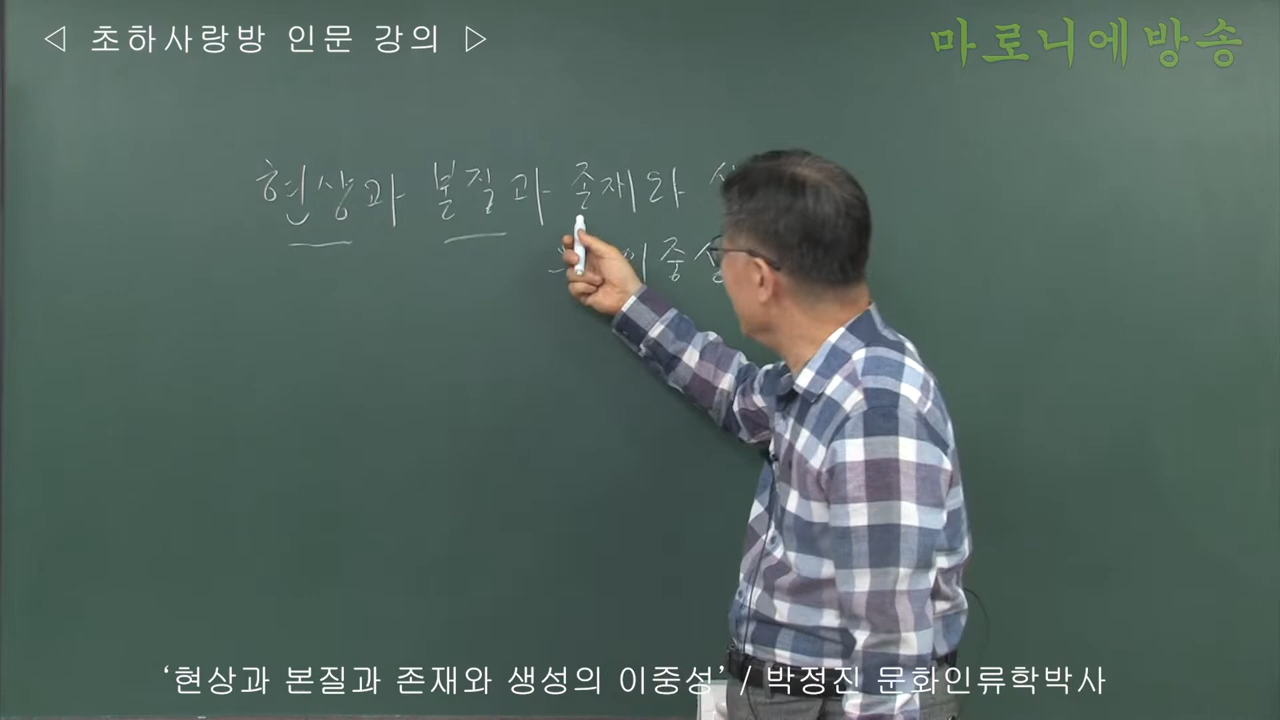 ◁ 초하사랑방 인문 강의 ▷
마로니에방송
현상과 본질과 존재와
이중성
‘현상과 본질과 존재와 생성의 이중성’ / 박정진 문화인류학박사